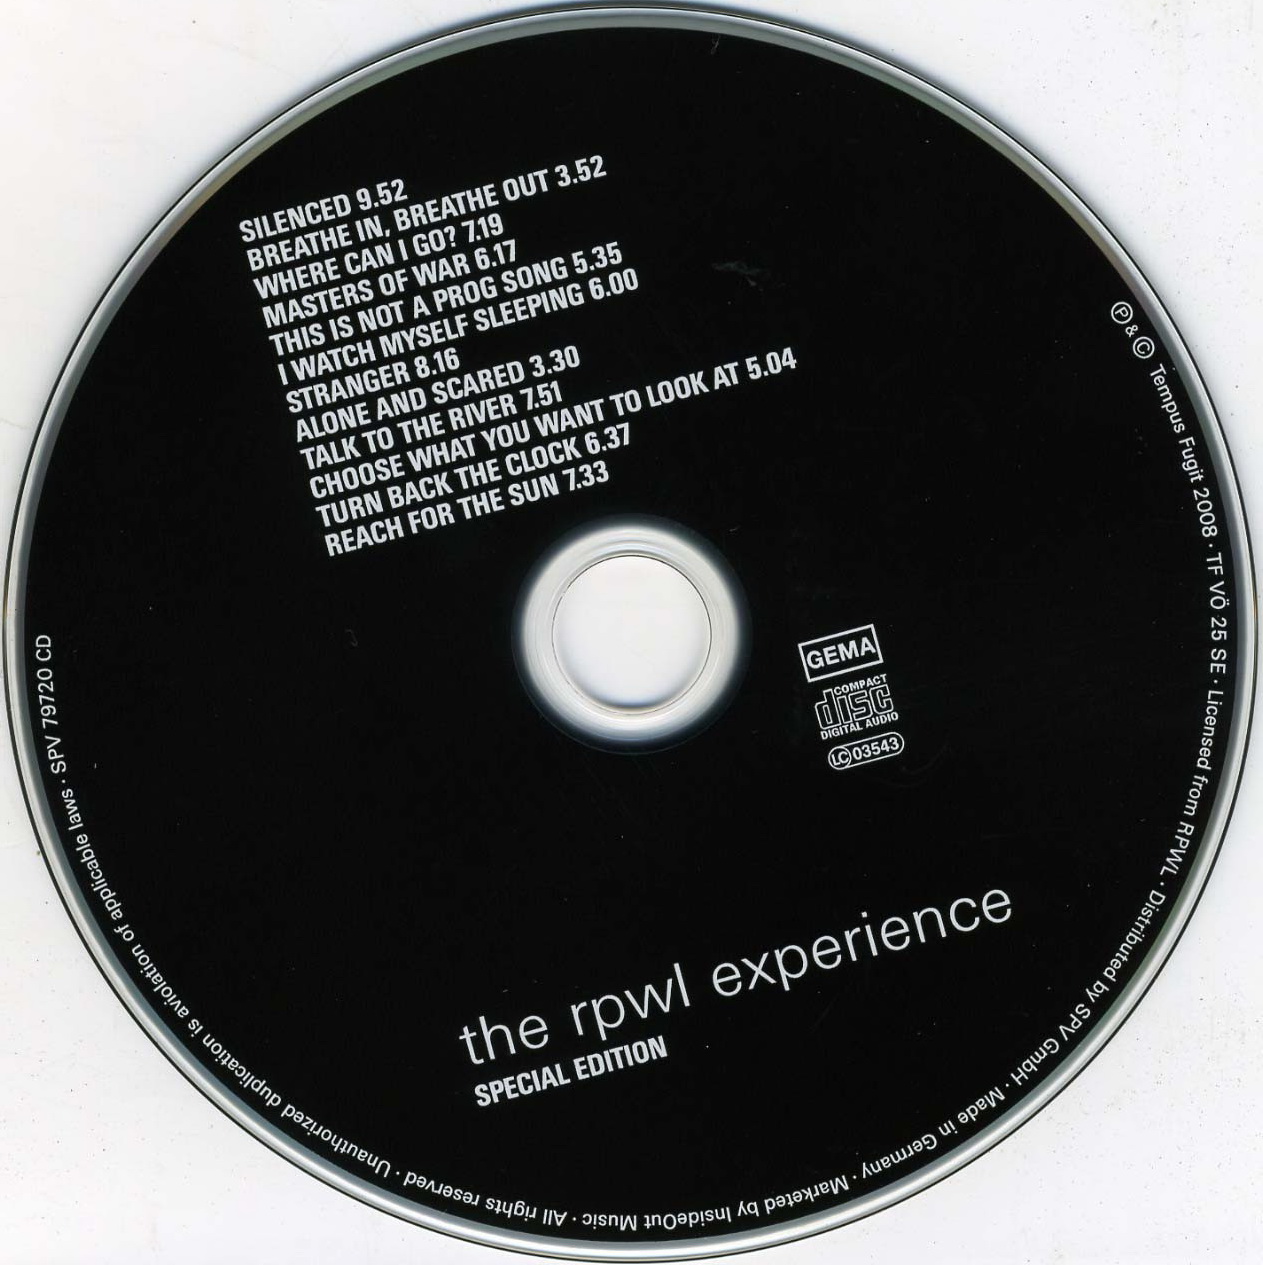 SILENCED 9.52
BREATHE IN, BREATHE OUT 3.52
WHERE CAN I GO? 7.19
MASTERS OF WAR 6.17
THIS IS NOT A PROG SONG 5.35
I WATCH MYSELF SLEEPING 6.00
STRANGER 8.16
ALONE AND SCARED 3.30
TALK TO THE RIVER 7.51
CHOOSE WHAT YOU WANT TO LOOK AT 5.04
TURN BACK THE CLOCK 6.37
REACH FOR THE SUN 7.33
GEMA
COMPACT
disc
DIGITAL AUDIO
LC 03543
the rpwl experience
SPECIAL EDITION
℗ & © Tempus Fugit 2008 · TF VÖ 25 SE · Licensed from RPWL · Distributed by SPV GmbH · Made in Germany · Marketed by InsideOut Music · All rights reserved · Unauthorized duplication is aviolation of applicable laws · SPV 79720 CD